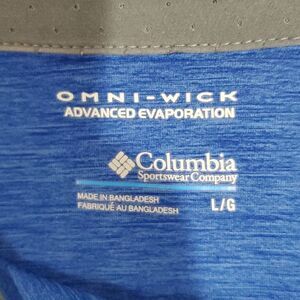 OMNI-WICK
ADVANCED EVAPORATION
Columbia
Sportswear Company
MADE IN BANGLADESH
FABRIQUÉ AU BANGLADESH
L/G